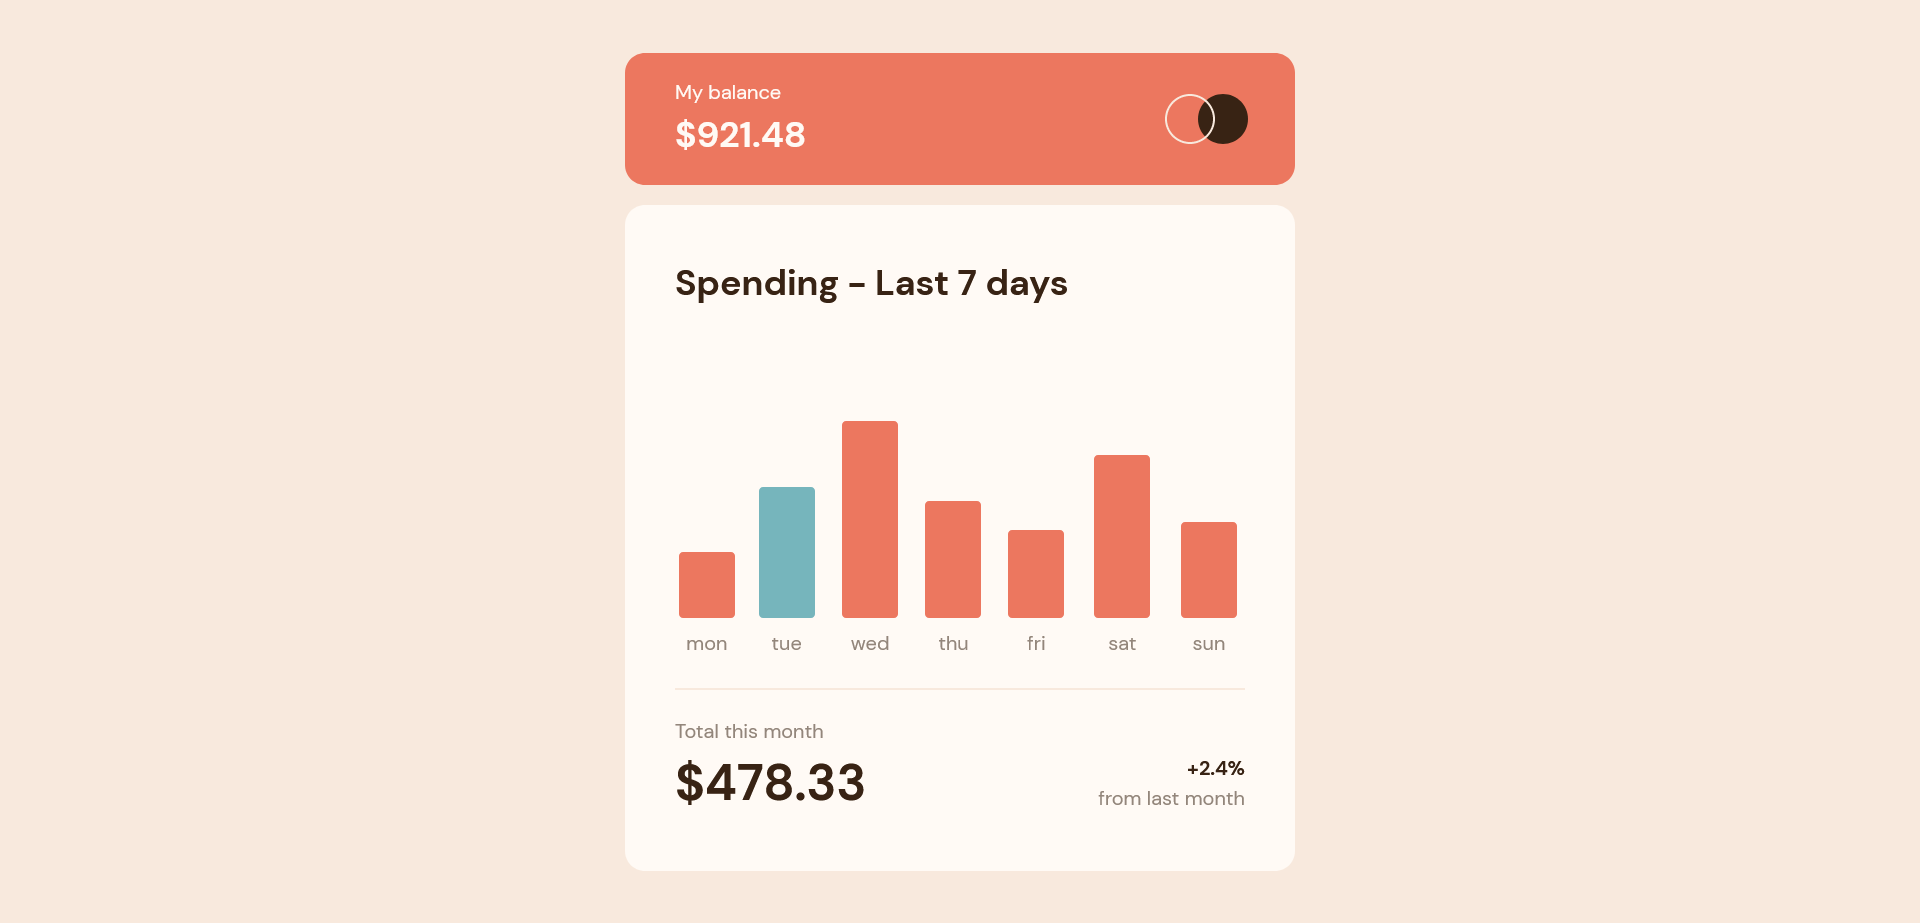 My balance
$921.48
Spending - Last 7 days
mon tue wed thu fri sat sun
Total this month
$478.33
+2.4%
from last month